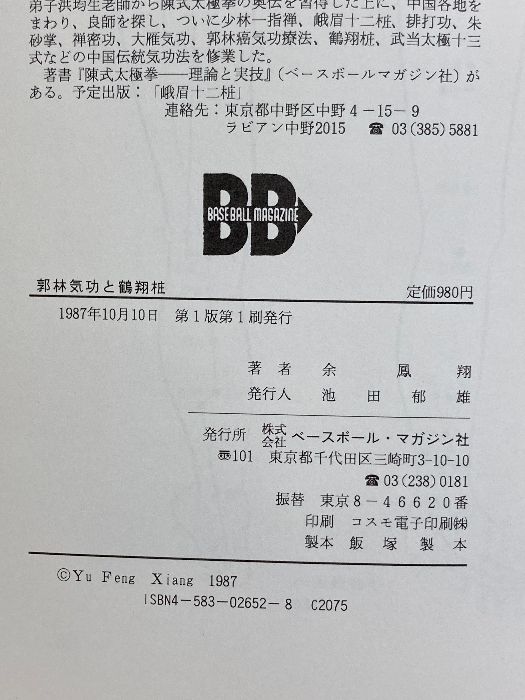 弟子洪均生老師から陳式太極拳の奥伝を習得した上に、中国各地を
まわり、良師を探し、ついに少林一指禅、峨眉十二桩、排打功、朱
砂掌、禅密功、大雁気功、郭林癌気功療法、鶴翔桩、武当太極十三
式などの中国伝統気功法を修業した。
著書『陳式太極拳——理論と実技』(ベースボールマガジン社)が
ある。予定出版：「峨眉十二桩」
連絡先：東京都中野区中野4-15-9
ラビアン中野2015 ☎ 03(385)5881
BB
BASEBALL MAGAZINE
郭林気功と鶴翔桩
定価980円
1987年10月10日 第1版第1刷発行
著者 余鳳翔
発行人 池田郁雄
発行所 株式会社 ベースボール・マガジン社
〠101 東京都千代田区三崎町3-10-10
☎03(238)0181
振替 東京8-46620番
印刷 コスモ電子印刷㈱
製本 飯塚製本
©Yu Feng Xiang 1987
ISBN4-583-02652-8 C2075